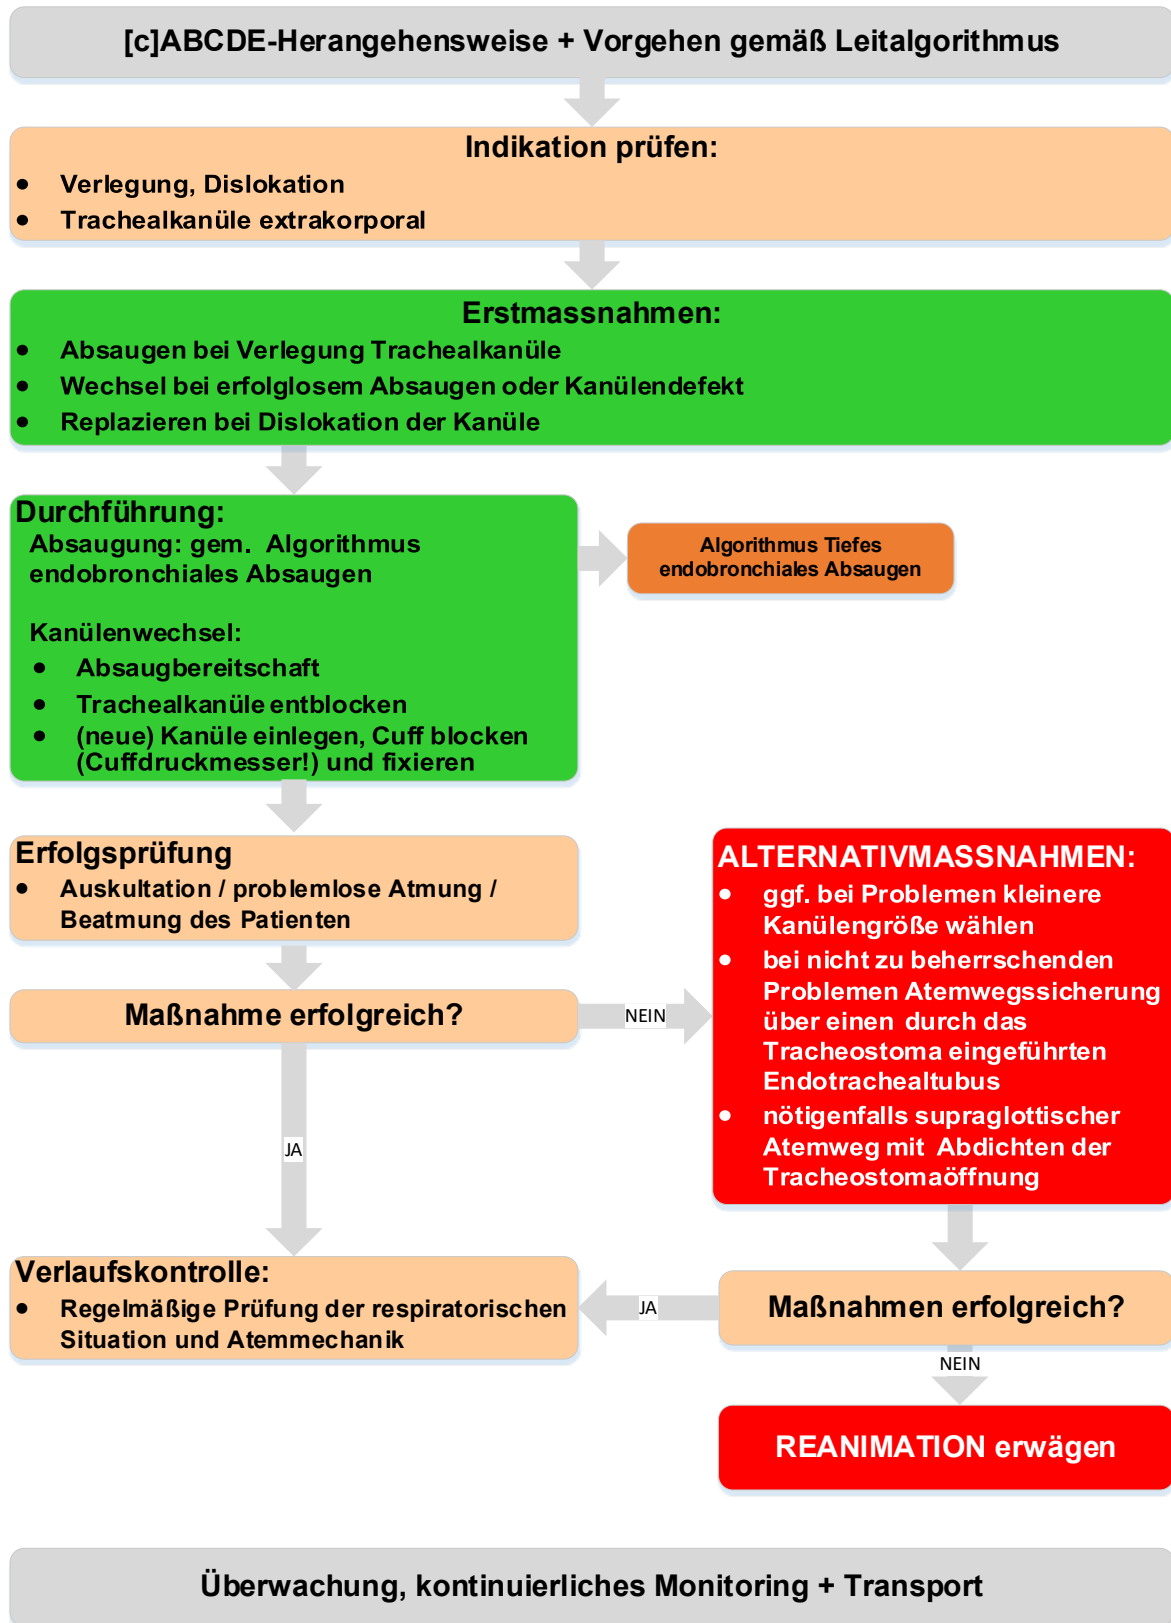 [c]ABCDE-Herangehensweise + Vorgehen gemäß Leitalgorithmus
Indikation prüfen:
• Verlegung, Dislokation
• Trachealkanüle extrakorporal
Erstmassnahmen:
• Absaugen bei Verlegung Trachealkanüle
• Wechsel bei erfolglosem Absaugen oder Kanülendefekt
• Replazieren bei Dislokation der Kanüle
Durchführung:
Absaugung: gem. Algorithmus
endobronchiales Absaugen
Kanülenwechsel:
• Absaugbereitschaft
• Trachealkanüle entblocken
• (neue) Kanüle einlegen, Cuff blocken
(Cuffdruckmesser!) und fixieren
Algorithmus Tiefes
endobronchiales Absaugen
Erfolgsprüfung
• Auskultation / problemlose Atmung /
Beatmung des Patienten
Maßnahme erfolgreich?
NEIN
ALTERNATIVMASSNAHMEN:
• ggf. bei Problemen kleinere
Kanülengröße wählen
• bei nicht zu beherrschenden
Problemen Atemwegssicherung
über einen durch das
Tracheostoma eingeführten
Endotrachealtubus
• nötigenfalls supraglottischer
Atemweg mit Abdichten der
Tracheostomaöffnung
JA
Verlaufskontrolle:
• Regelmäßige Prüfung der respiratorischen
Situation und Atemmechanik
JA
Maßnahmen erfolgreich?
NEIN
REANIMATION erwägen
Überwachung, kontinuierliches Monitoring + Transport